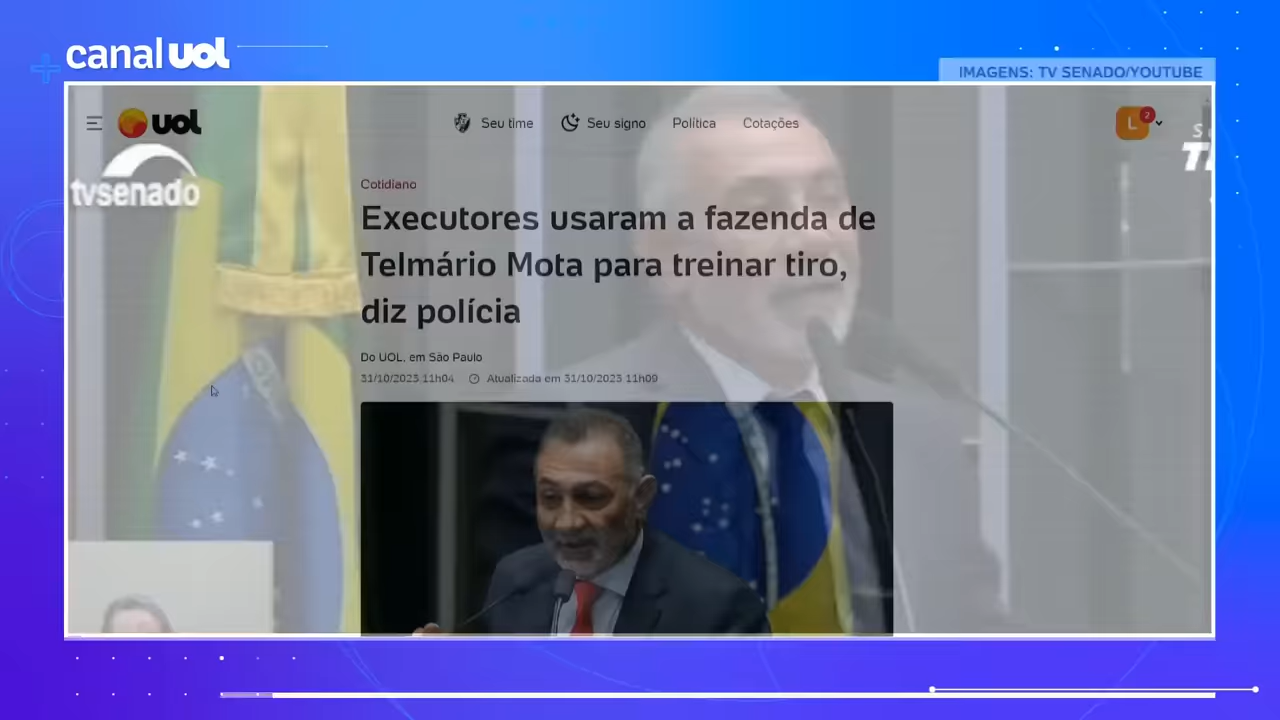 canal uol
IMAGENS: TV SENADO/YOUTUBE
uol
Seu time
Seu signo
Política
Cotações
L
2
tvsenado
Cotidiano
Executores usaram a fazenda de
Telmário Mota para treinar tiro,
diz polícia
Do UOL, em São Paulo
31/10/2023 11h04
Atualizada em 31/10/2023 11h09